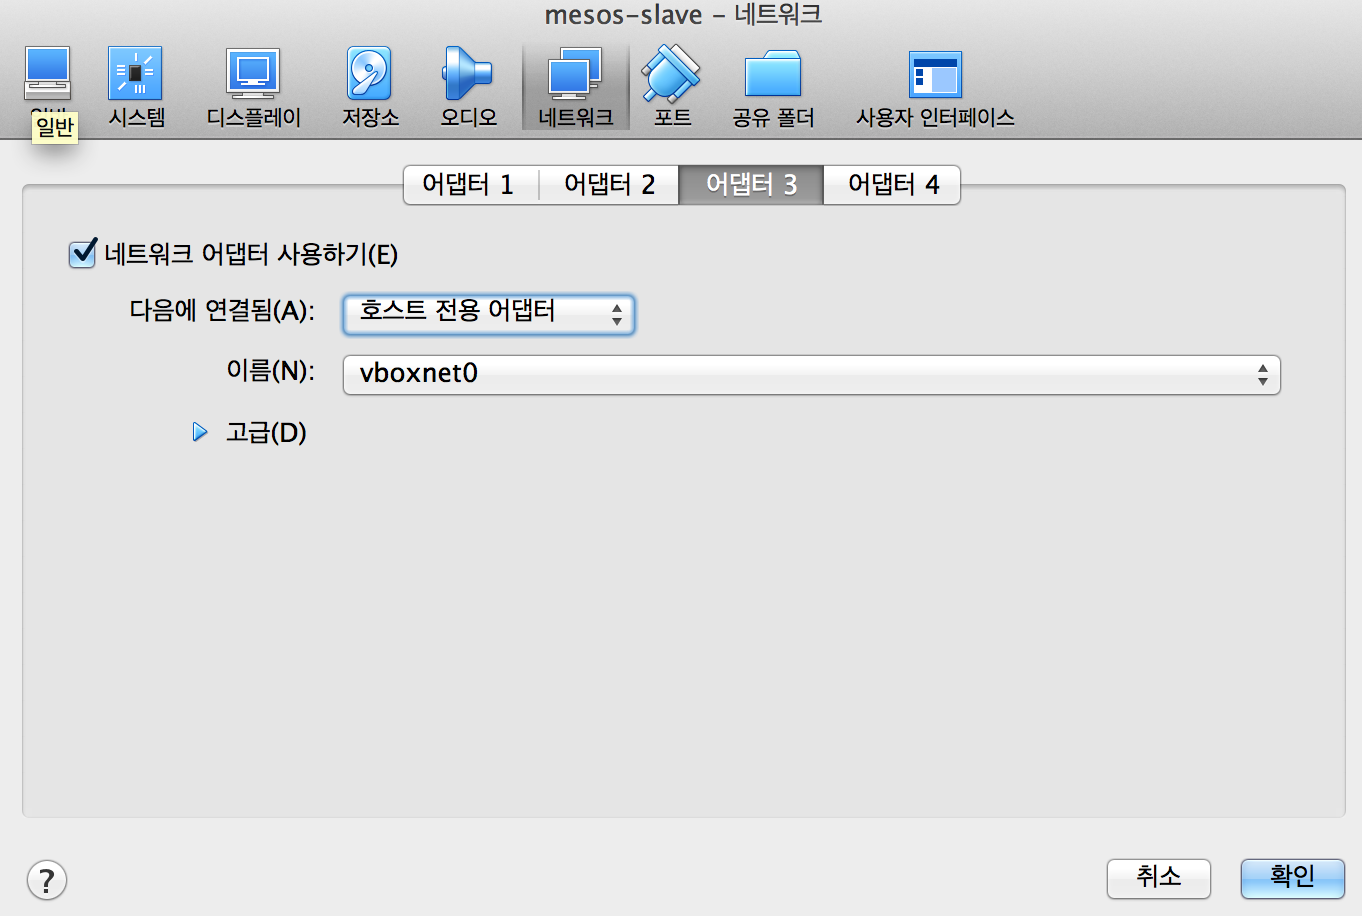 mesos-slave – 네트워크
일반 시스템 디스플레이 저장소 오디오 네트워크 포트 공유 폴더 사용자 인터페이스
일반
어댑터 1 어댑터 2 어댑터 3 어댑터 4
네트워크 어댑터 사용하기(E)
다음에 연결됨(A): 호스트 전용 어댑터
이름(N): vboxnet0
고급(D)
? 취소 확인